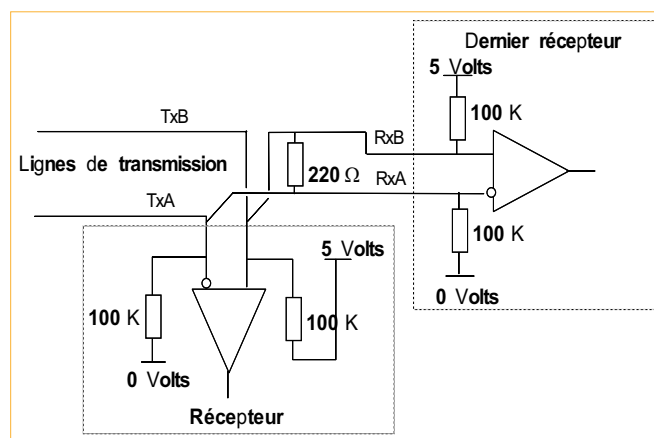 Dernier récepteur
5 Volts
100 K
TxB
RxB
Lignes de transmission
220 Ω
RxA
TxA
100 K
5 Volts
0 Volts
100 K
100 K
0 Volts
Récepteur